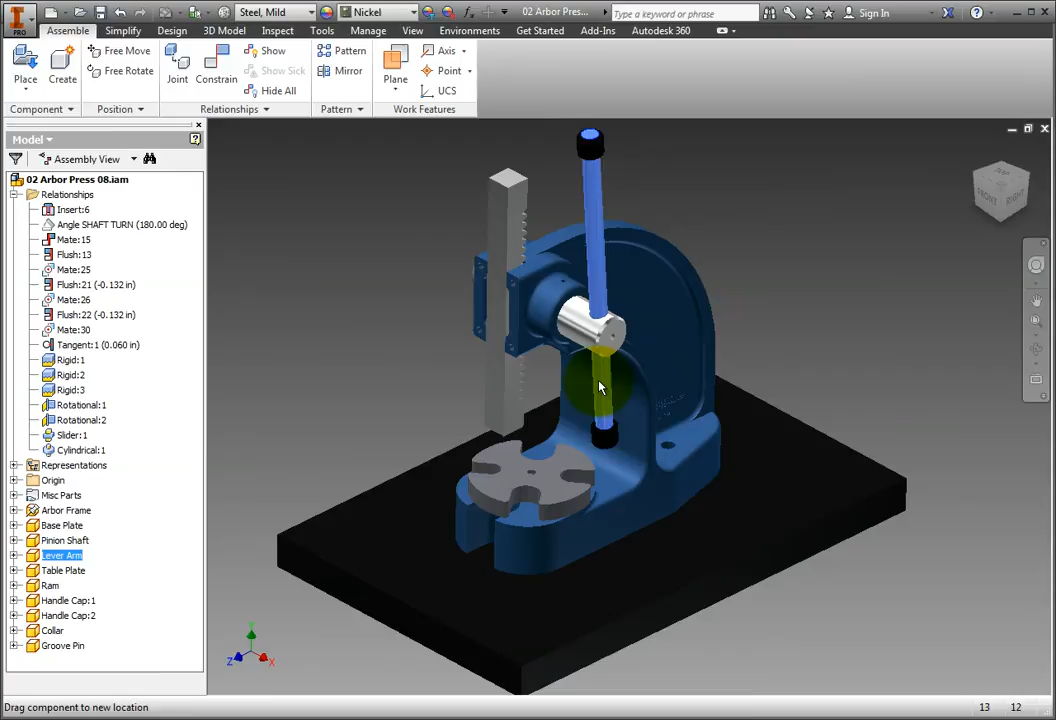 Steel, Mild
Nickel
02 Arbor Pres...
Type a keyword or phrase
Sign In
PRO
Assemble
Simplify
Design
3D Model
Inspect
Tools
Manage
View
Environments
Get Started
Add-Ins
Autodesk 360
Place
Create
Free Move
Free Rotate
Joint
Constrain
Show
Show Sick
Hide All
Pattern
Mirror
Plane
Axis
Point
UCS
Component
Position
Relationships
Pattern
Work Features
Model
Assembly View
02 Arbor Press 08.iam
Relationships
Insert:6
Angle SHAFT TURN (180.00 deg)
Mate:15
Flush:13
Mate:25
Flush:21 (-0.132 in)
Mate:26
Flush:22 (-0.132 in)
Mate:30
Tangent:1 (0.060 in)
Rigid:1
Rigid:2
Rigid:3
Rotational:1
Rotational:2
Slider:1
Cylindrical:1
Representations
Origin
Misc Parts
Arbor Frame
Base Plate
Pinion Shaft
Lever Arm
Table Plate
Ram
Handle Cap:1
Handle Cap:2
Collar
Groove Pin
FRONT
RIGHT
Y
Z
X
Drag component to new location
13
12